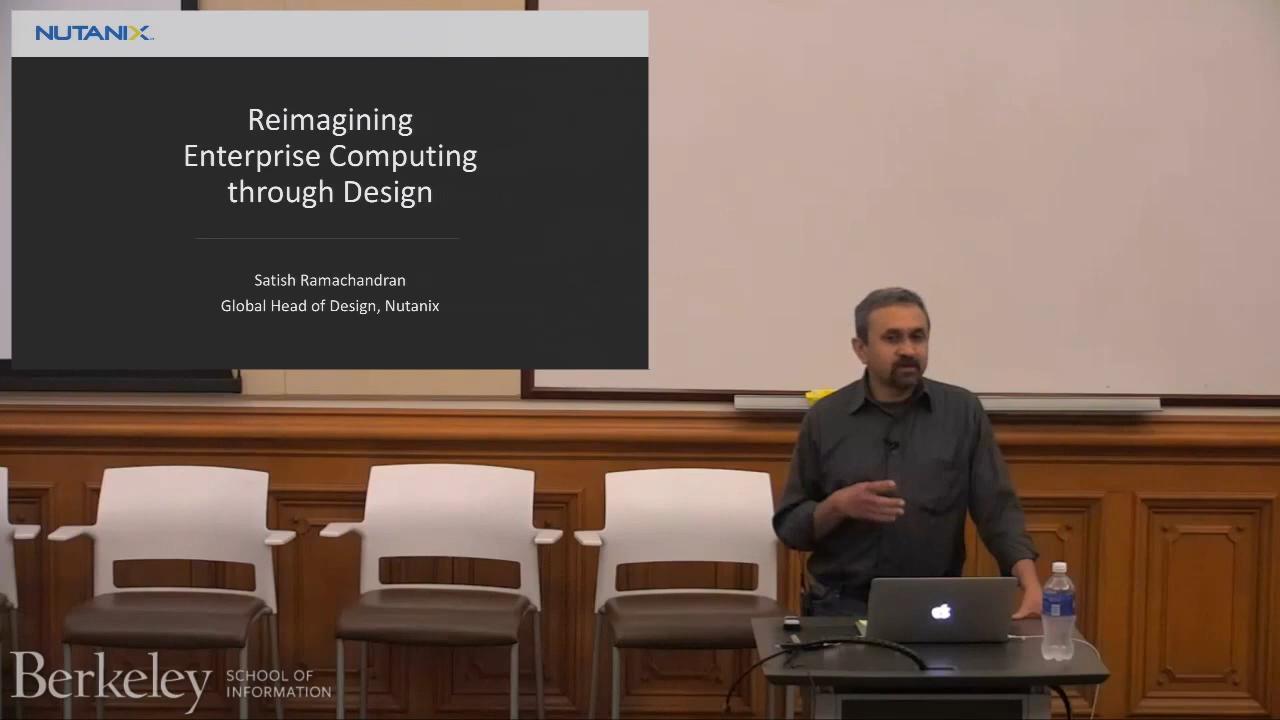 NUTANIX
Reimagining
Enterprise Computing
through Design
Satish Ramachandran
Global Head of Design, Nutanix
Berkeley
SCHOOL OF
INFORMATION